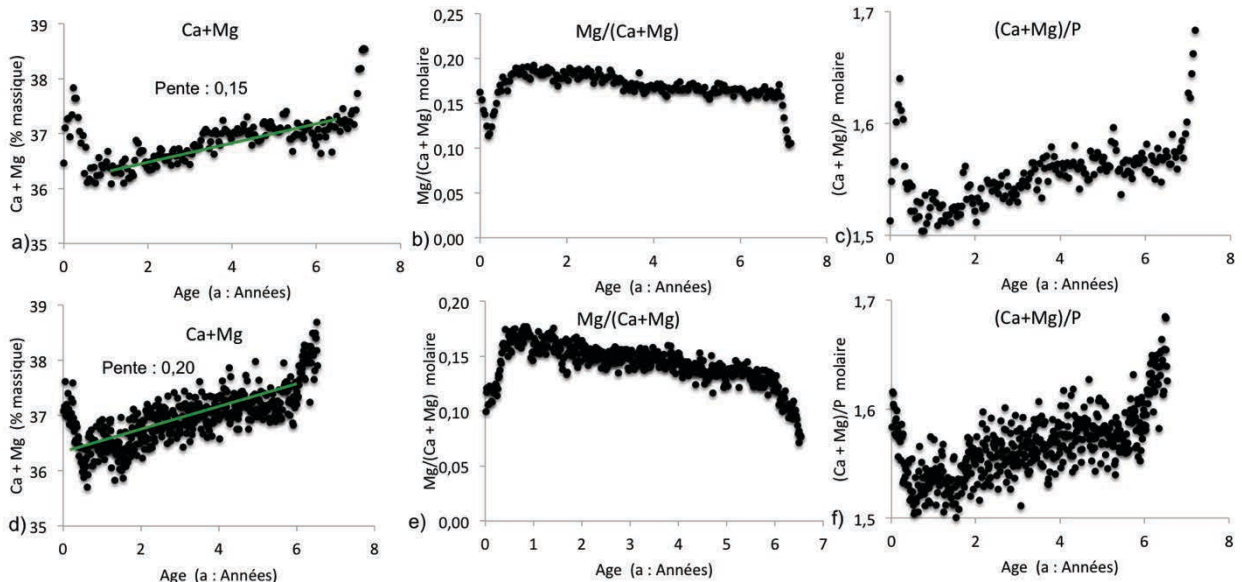 Ca+Mg
Pente : 0,15
Ca + Mg (% massique)
39
38
37
36
35
a)
0
2
4
6
8
Age (a : Années)
Mg/(Ca+Mg)
Mg/(Ca + Mg) molaire
0,25
0,20
0,15
0,10
0,05
0,00
b)
0
2
4
6
8
Age (a : Années)
(Ca+Mg)/P
(Ca + Mg)/P molaire
1,7
1,6
1,5
c)
0
2
4
6
8
Age (a : Années)
Ca+Mg
Pente : 0,20
Ca + Mg (% massique)
39
38
37
36
35
d)
0
2
4
6
8
Age (a : Années)
Mg/(Ca+Mg)
Mg/(Ca + Mg) molaire
0,20
0,15
0,10
0,05
0,00
e)
0
1
2
3
4
5
6
7
Age (a : Années)
(Ca+Mg)/P
(Ca + Mg)/P molaire
1,7
1,6
1,5
f)
0
2
4
6
8
Age (a : Années)